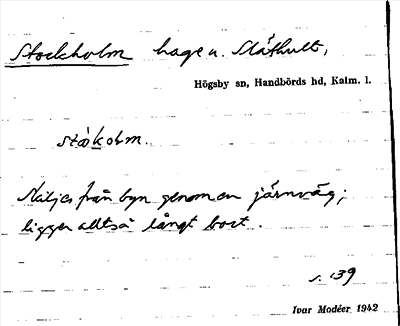 Stockholm hage u. Släthult,
Högsby sn, Handbörds hd, Kalm. l.
ståkolm.
Skiljes från byn genom en järnväg;
ligger alltså långt bort.
s. 139
Ivar Modéer 1942